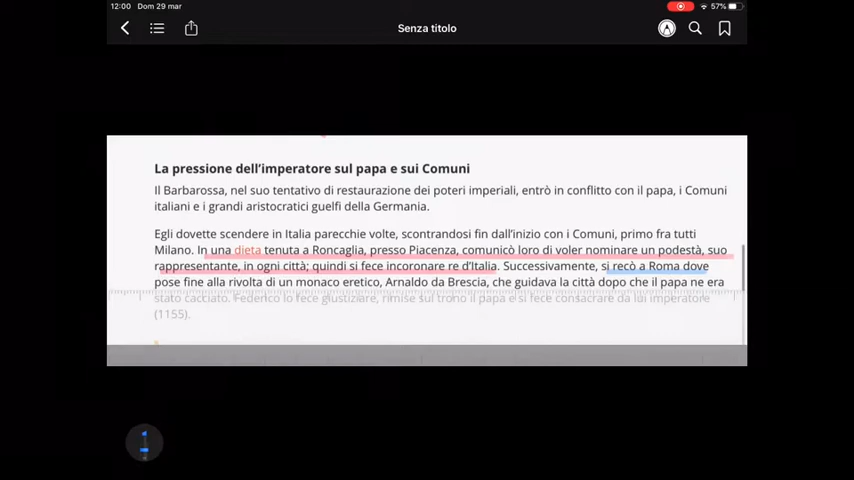 12:00 Dom 29 mar
57%
Senza titolo
La pressione dell'imperatore sul papa e sui Comuni
Il Barbarossa, nel suo tentativo di restaurazione dei poteri imperiali, entrò in conflitto con il papa, i Comuni
italiani e i grandi aristocratici guelfi della Germania.
Egli dovette scendere in Italia parecchie volte, scontrandosi fin dall'inizio con i Comuni, primo fra tutti
Milano. In una dieta tenuta a Roncaglia, presso Piacenza, comunicò loro di voler nominare un podestà, suo
rappresentante, in ogni città; quindi si fece incoronare re d'Italia. Successivamente, si recò a Roma dove
pose fine alla rivolta di un monaco eretico, Arnaldo da Brescia, che guidava la città dopo che il papa ne era
stato cacciato. Federico lo fece giustiziare, rimise sul trono il papa e si fece consacrare da lui imperatore
(1155).